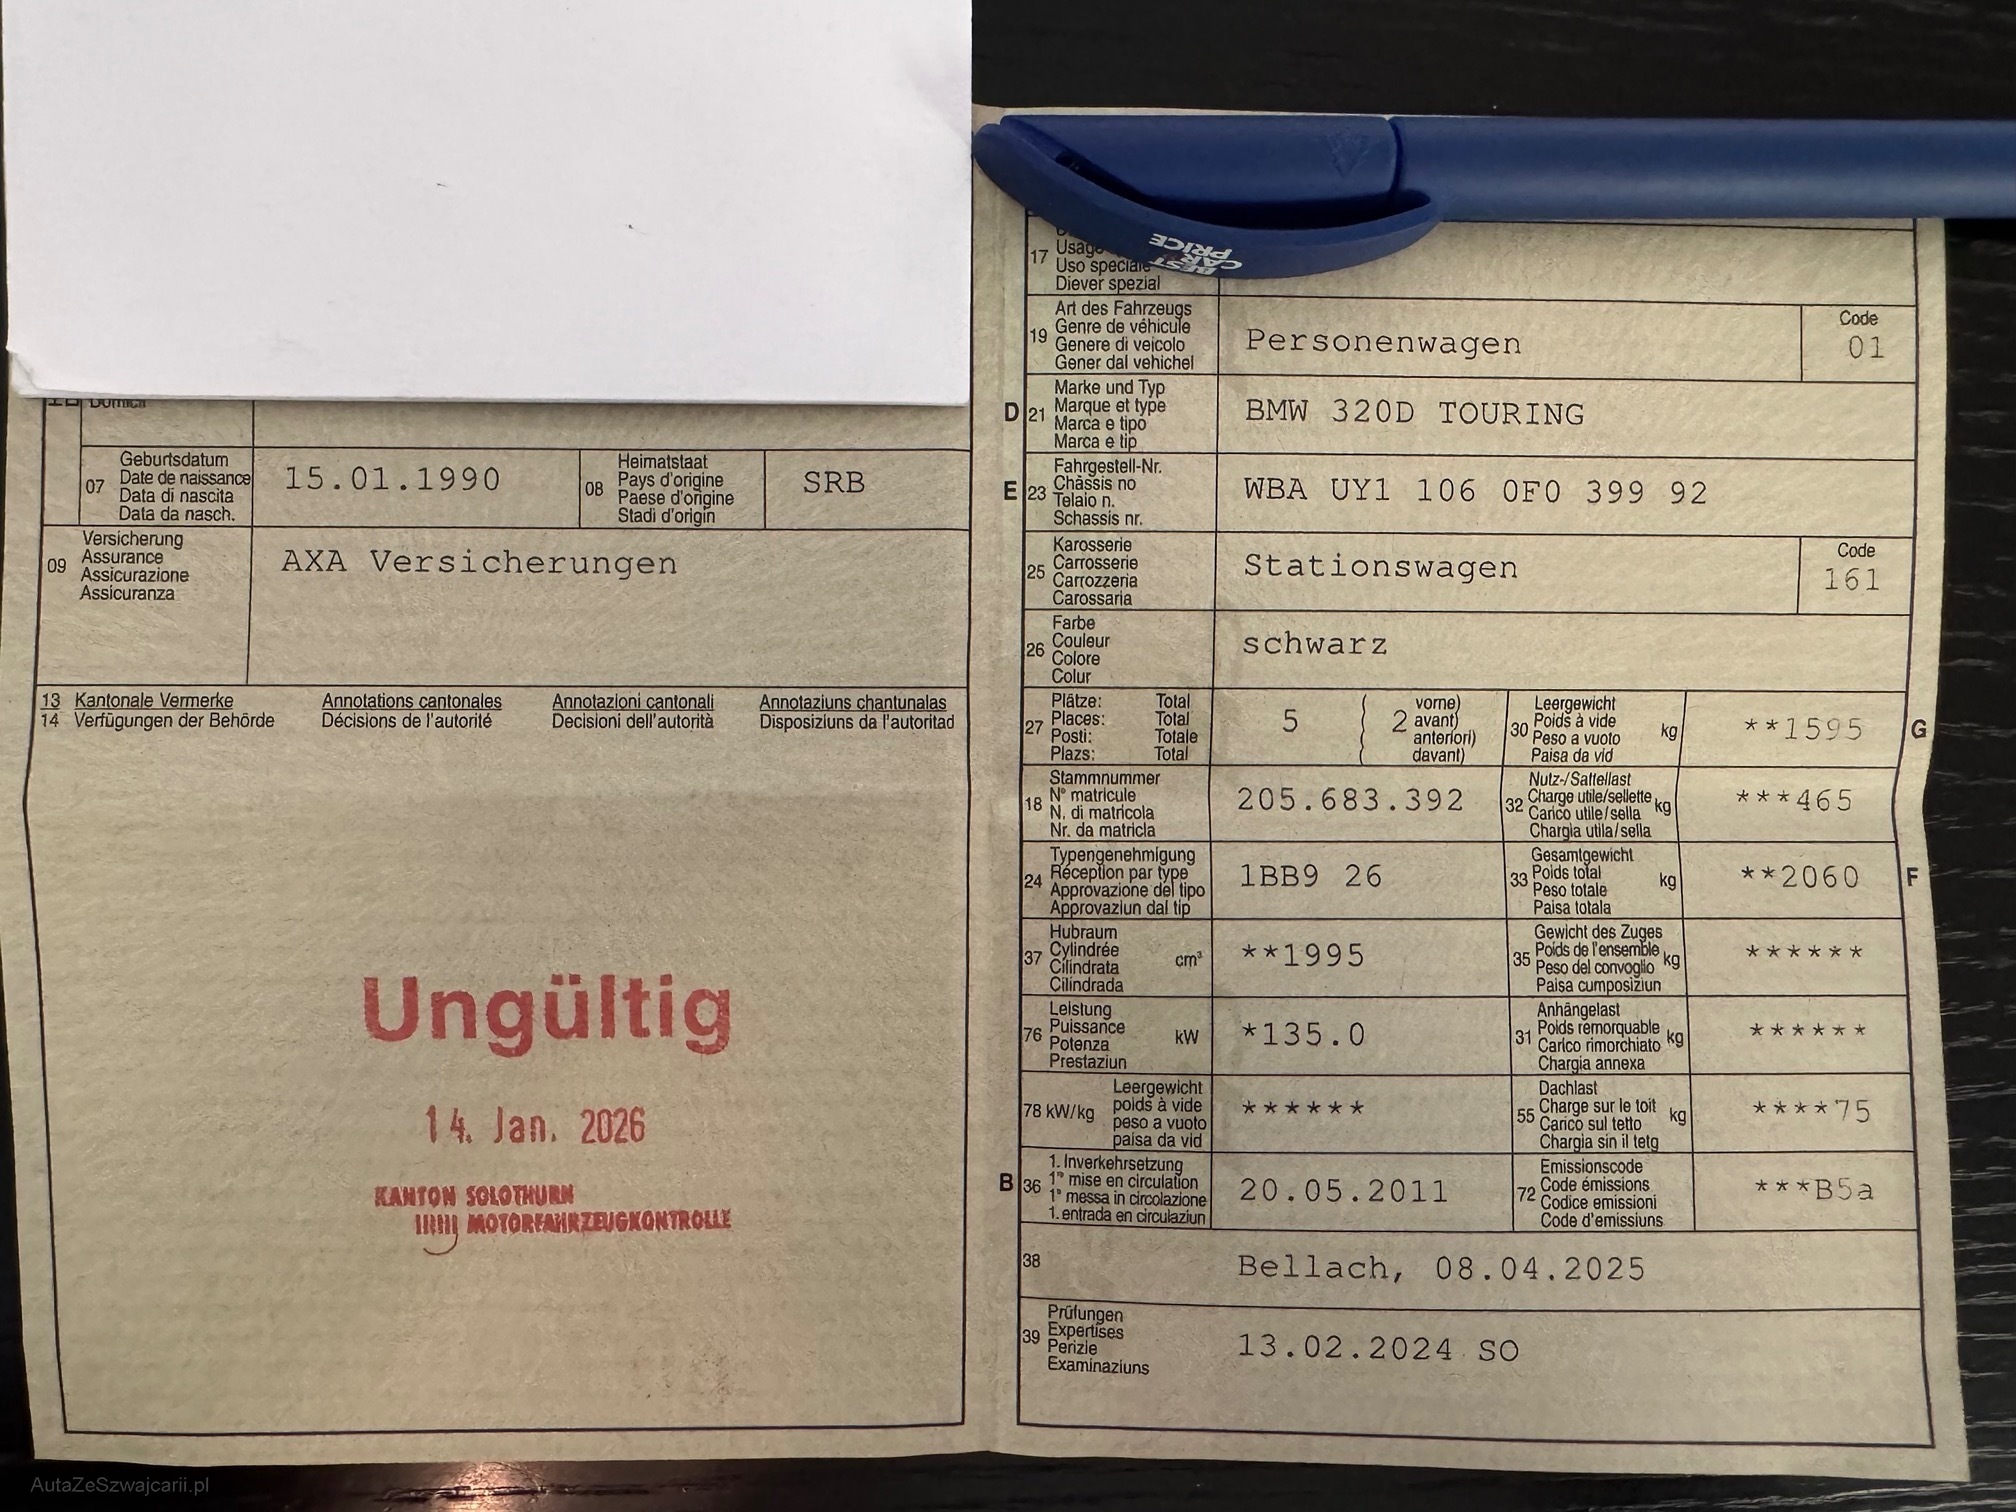 Domicil
07 Geburtsdatum
Date de naissance
Data di nascita
Data da nasch.
15.01.1990
08 Heimatstaat
Pays d'origine
Paese d'origine
Stadi d'origin
SRB
09 Versicherung
Assurance
Assicurazione
Assicuranza
AXA Versicherungen
13 Kantonale Vermerke Annotations cantonales Annotazioni cantonali Annotaziuns chantunalas
14 Verfügungen der Behörde Décisions de l'autorité Decisioni dell'autorità Disposiziuns da l'autoritad
Ungültig
14. Jan. 2026
KANTON SOLOTHURN
MOTORFAHRZEUGKONTROLLE
BEST
CAR
PRICE
17 Usage
Uso speciale
Diever spezial
19 Art des Fahrzeugs
Genre de véhicule
Genere di veicolo
Gener dal vehichel
Personenwagen
Code
01
D 21 Marke und Typ
Marque et type
Marca e tipo
Marca e tip
BMW 320D TOURING
E 23 Fahrgestell-Nr.
Châssis no
Telaio n.
Schassis nr.
WBA UY1 106 0F0 399 92
25 Karosserie
Carrosserie
Carrozzeria
Carossaria
Stationswagen
Code
161
26 Farbe
Couleur
Colore
Colur
schwarz
27 Plätze: Total
Places: Total
Posti: Totale
Plazs: Total
5 ( 2 vorne)
avant)
anteriori)
davant)
30 Leergewicht
Poids à vide
Peso a vuoto
Paisa da vid
kg
**1595
G
18 Stammnummer
N° matricule
N. di matricola
Nr. da matricla
205.683.392
32 Nutz-/Sattellast
Charge utile/sellette
Carico utile/sella
Chargia utila/sella
kg
***465
24 Typengenehmigung
Réception par type
Approvazione del tipo
Approvaziun dal tip
1BB9 26
33 Gesamtgewicht
Poids total
Peso totale
Paisa totala
kg
**2060
F
37 Hubraum
Cylindrée
Cilindrata
Cilindrada
cm³
**1995
35 Gewicht des Zuges
Poids de l'ensemble
Peso del convoglio
Paisa cumposiziun
kg
******
76 Leistung
Puissance
Potenza
Prestaziun
kW
*135.0
31 Anhängelast
Poids remorquable
Carico rimorchiato
Chargia annexa
kg
******
78 kW/kg Leergewicht
poids à vide
peso a vuoto
paisa da vid
******
55 Dachlast
Charge sur le toit
Carico sul tetto
Chargia sin il tetg
kg
****75
B 36 1. Inverkehrsetzung
1re mise en circulation
1a messa in circolazione
1. entrada en circulaziun
20.05.2011
72 Emissionscode
Code émissions
Codice emissioni
Code d'emissiuns
***B5a
38 Bellach, 08.04.2025
39 Prüfungen
Expertises
Perizie
Examinaziuns
13.02.2024 SO
AutaZeSzwajcarii.pl